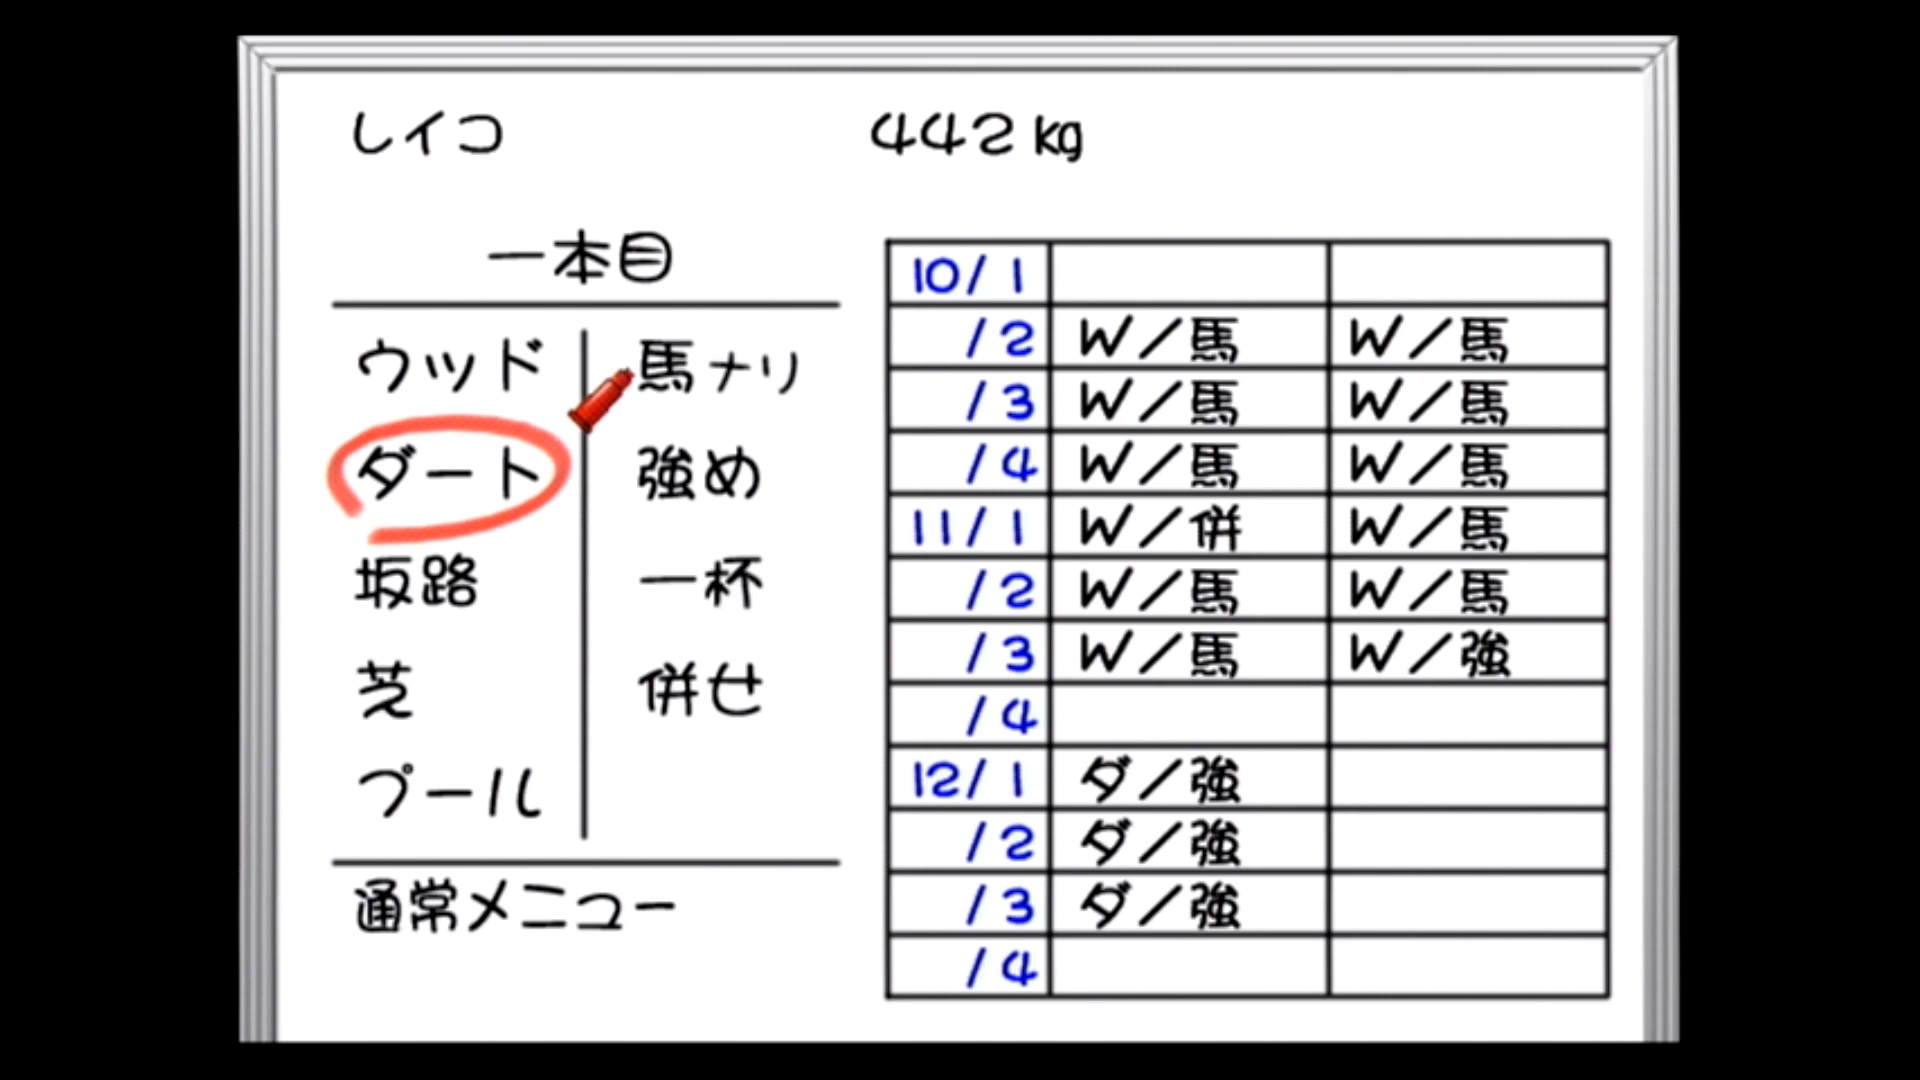 レイコ 442kg
一本目
ウッド 馬ナリ
ダート 強め
坂路 一杯
芝 併せ
プール
通常メニュー
10/1
/2 W/馬 W/馬
/3 W/馬 W/馬
/4 W/馬 W/馬
11/1 W/併 W/馬
/2 W/馬 W/馬
/3 W/馬 W/強
/4
12/1 ダ/強
/2 ダ/強
/3 ダ/強
/4